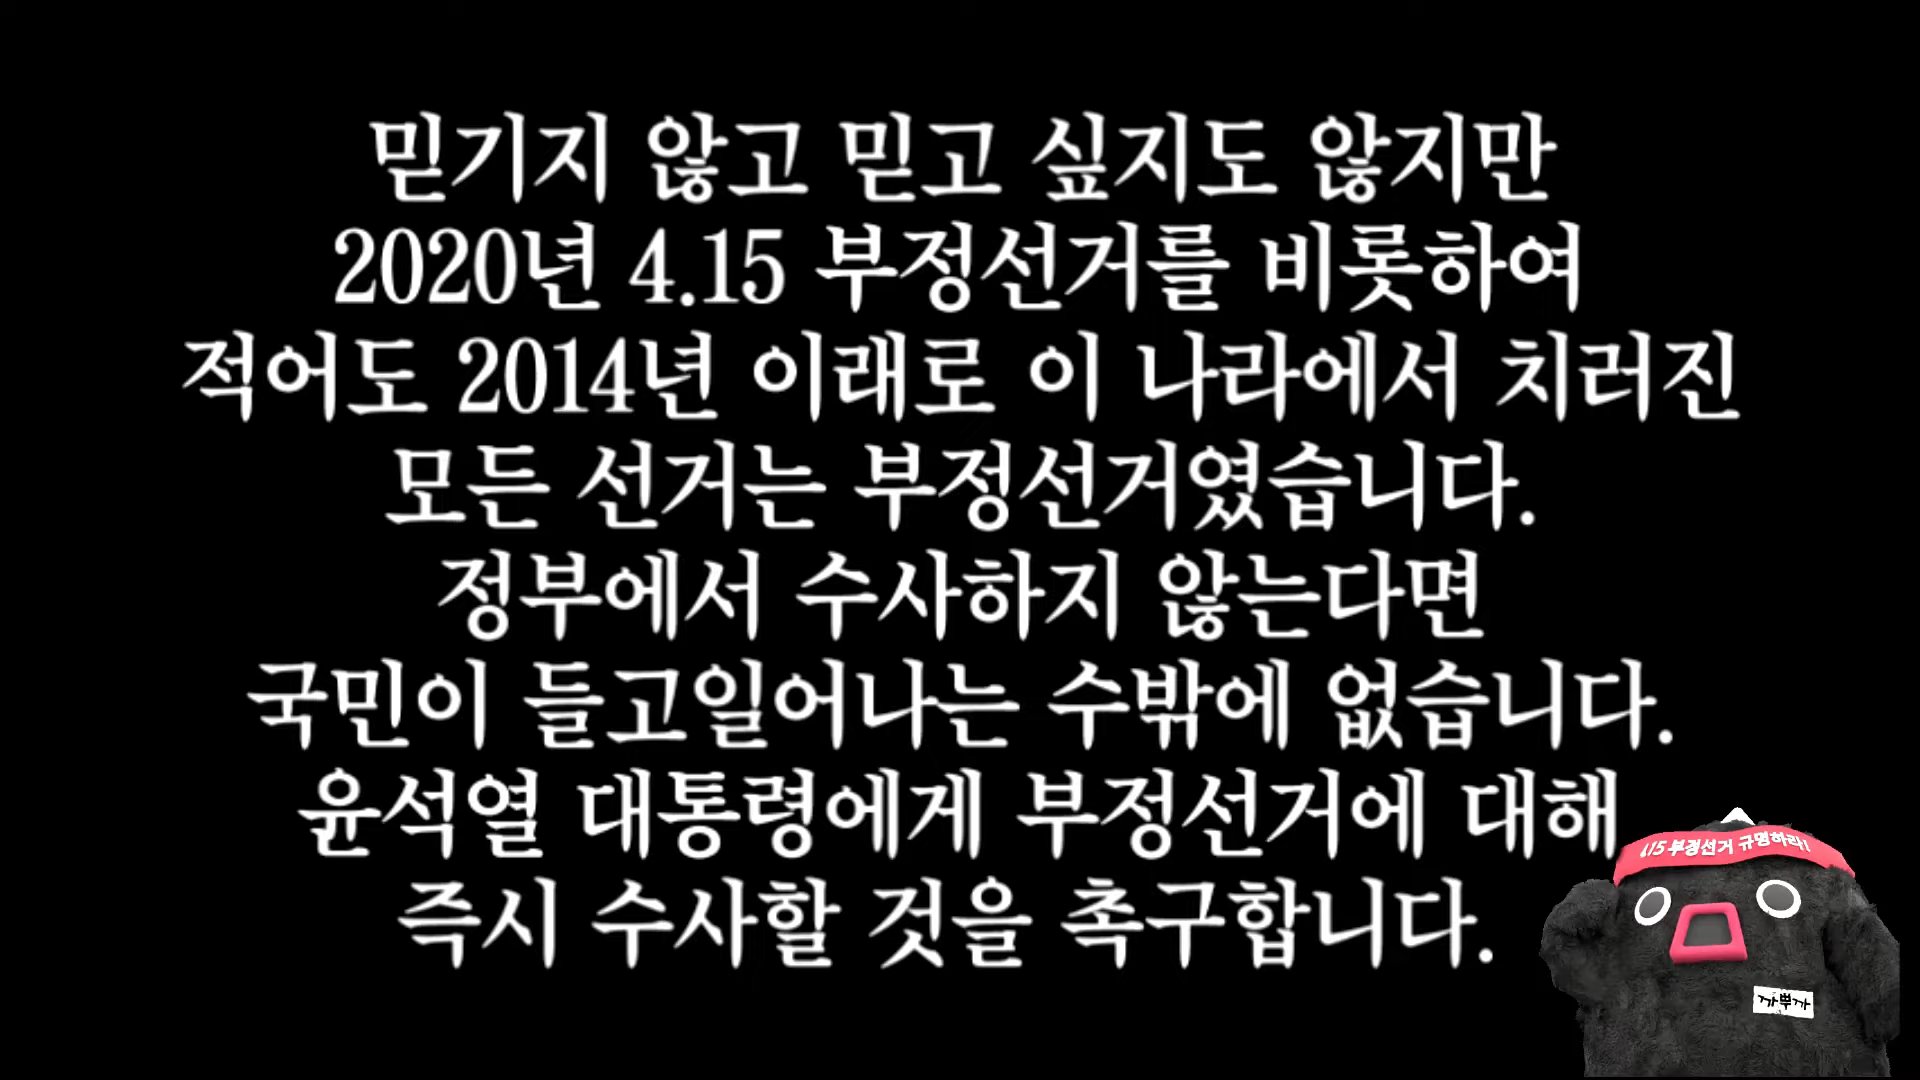 믿기지 않고 믿고 싶지도 않지만
2020년 4.15 부정선거를 비롯하여
적어도 2014년 이래로 이 나라에서 치러진
모든 선거는 부정선거였습니다.
정부에서 수사하지 않는다면
국민이 들고일어나는 수밖에 없습니다.
윤석열 대통령에게 부정선거에 대해
즉시 수사할 것을 촉구합니다.
4.15 부정선거 규명하라!
까뿌까